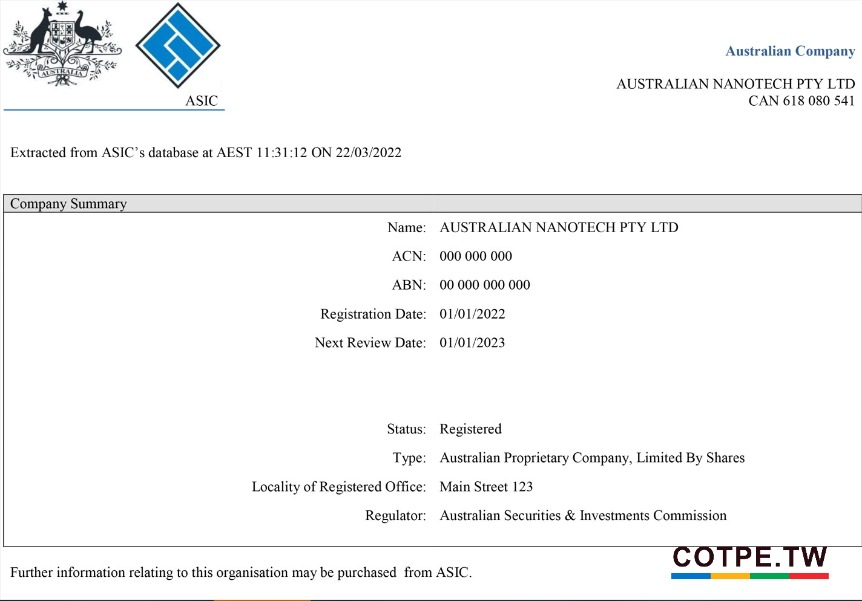 AUSTRALIA
ASIC
Australian Company
AUSTRALIAN NANOTECH PTY LTD
CAN 618 080 541
Extracted from ASIC’s database at AEST 11:31:12 ON 22/03/2022
Company Summary
Name: AUSTRALIAN NANOTECH PTY LTD
ACN: 000 000 000
ABN: 00 000 000 000
Registration Date: 01/01/2022
Next Review Date: 01/01/2023
Status: Registered
Type: Australian Proprietary Company, Limited By Shares
Locality of Registered Office: Main Street 123
Regulator: Australian Securities & Investments Commission
Further information relating to this organisation may be purchased from ASIC.
COTPE.TW